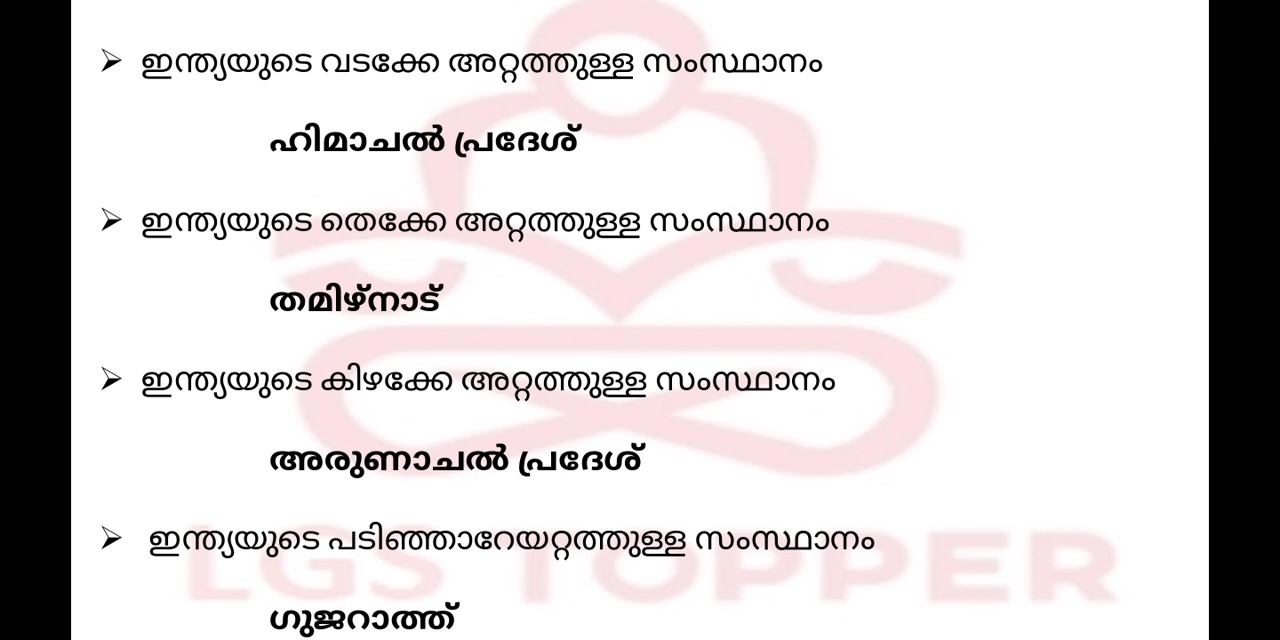 ➢ ഇന്ത്യയുടെ വടക്കേ അറ്റത്തുള്ള സംസ്ഥാനം
ഹിമാചൽ പ്രദേശ്
➢ ഇന്ത്യയുടെ തെക്കേ അറ്റത്തുള്ള സംസ്ഥാനം
തമിഴ്നാട്
➢ ഇന്ത്യയുടെ കിഴക്കേ അറ്റത്തുള്ള സംസ്ഥാനം
അരുണാചൽ പ്രദേശ്
➢ ഇന്ത്യയുടെ പടിഞ്ഞാറേയറ്റത്തുള്ള സംസ്ഥാനം
LGS TOPPER
ഗുജറാത്ത്